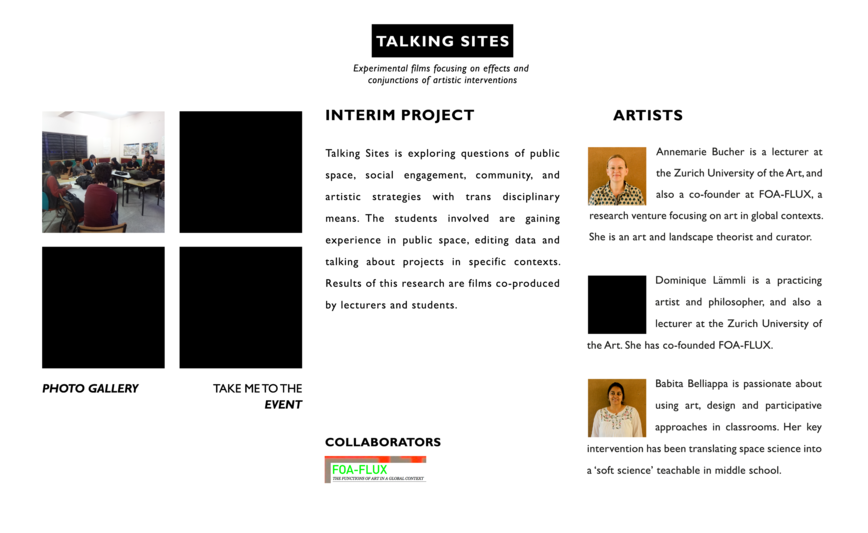 TALKING SITES
Experimental films focusing on effects and
conjunctions of artistic interventions
INTERIM PROJECT
Talking Sites is exploring questions of public
space, social engagement, community, and
artistic strategies with trans disciplinary
means. The students involved are gaining
experience in public space, editing data and
talking about projects in specific contexts.
Results of this research are films co-produced
by lecturers and students.
ARTISTS
Annemarie Bucher is a lecturer at
the Zurich University of the Art, and
also a co-founder at FOA-FLUX, a
research venture focusing on art in global contexts.
She is an art and landscape theorist and curator.
Dominique Lämmli is a practicing
artist and philosopher, and also a
lecturer at the Zurich University of
the Art. She has co-founded FOA-FLUX.
Babita Belliappa is passionate about
using art, design and participative
approaches in classrooms. Her key
intervention has been translating space science into
a ‘soft science’ teachable in middle school.
PHOTO GALLERY
TAKE ME TO THE
EVENT
COLLABORATORS
FOA-FLUX
THE FUNCTIONS OF ART IN A GLOBAL CONTEXT